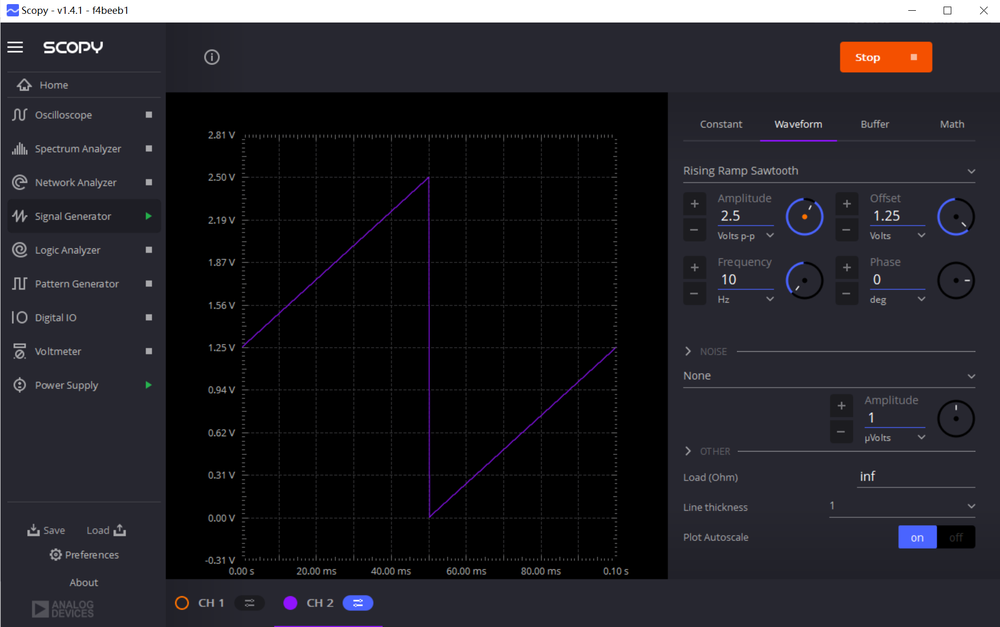 Scopy - v1.4.1 - f4beeb1
SCOPY
Stop
Home
Oscilloscope
Spectrum Analyzer
Network Analyzer
Signal Generator
Logic Analyzer
Pattern Generator
Digital IO
Voltmeter
Power Supply
Save Load
Preferences
About
ANALOG
DEVICES
2.81 V
2.50 V
2.19 V
1.87 V
1.56 V
1.25 V
0.94 V
0.62 V
0.31 V
0.00 V
-0.31 V
0.00 s 20.00 ms 40.00 ms 60.00 ms 80.00 ms 0.10 s
CH 1 CH 2
Constant Waveform Buffer Math
Rising Ramp Sawtooth
Amplitude Offset
2.5 1.25
Volts p-p Volts
Frequency Phase
10 0
Hz deg
NOISE
None
Amplitude
1
µVolts
OTHER
Load (Ohm) inf
Line thickness 1
Plot Autoscale on off